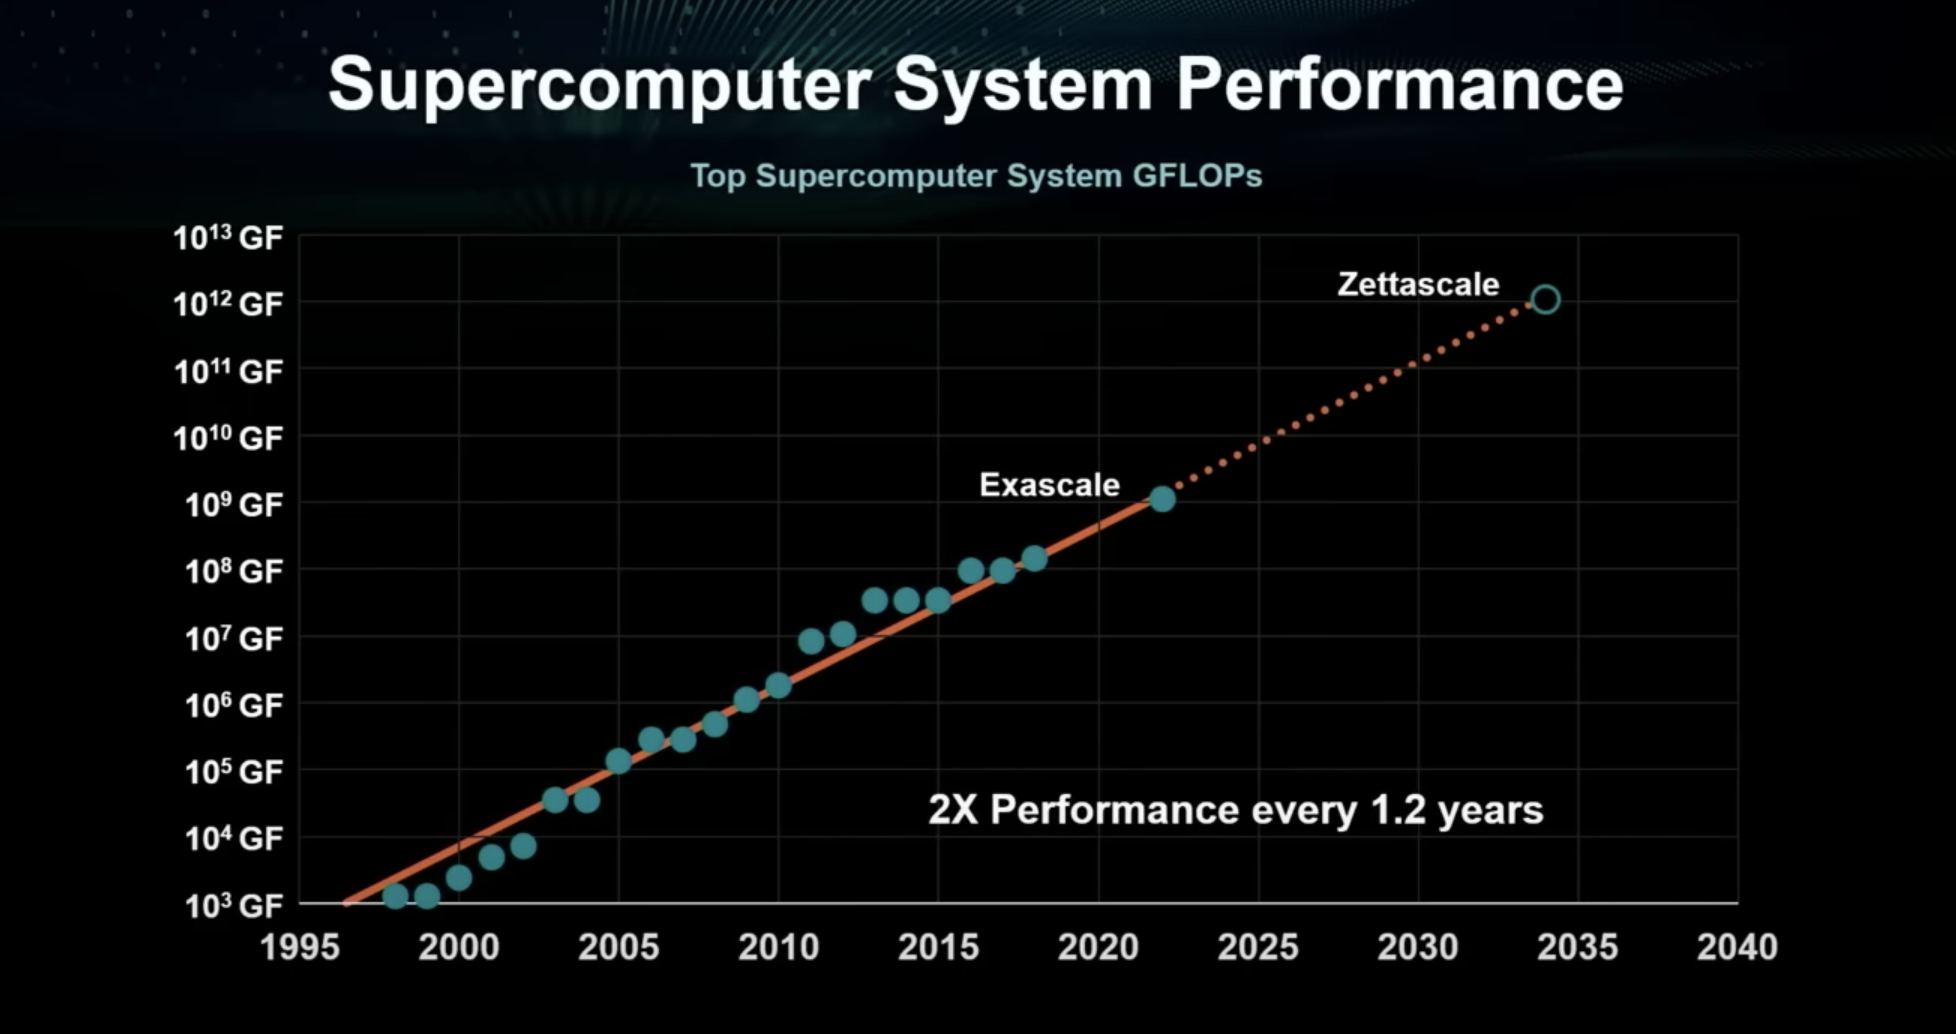 Supercomputer System Performance
Top Supercomputer System GFLOPs
10¹³ GF
10¹² GF
10¹¹ GF
10¹⁰ GF
10⁹ GF
10⁸ GF
10⁷ GF
10⁶ GF
10⁵ GF
10⁴ GF
10³ GF
Zettascale
Exascale
2X Performance every 1.2 years
1995 2000 2005 2010 2015 2020 2025 2030 2035 2040